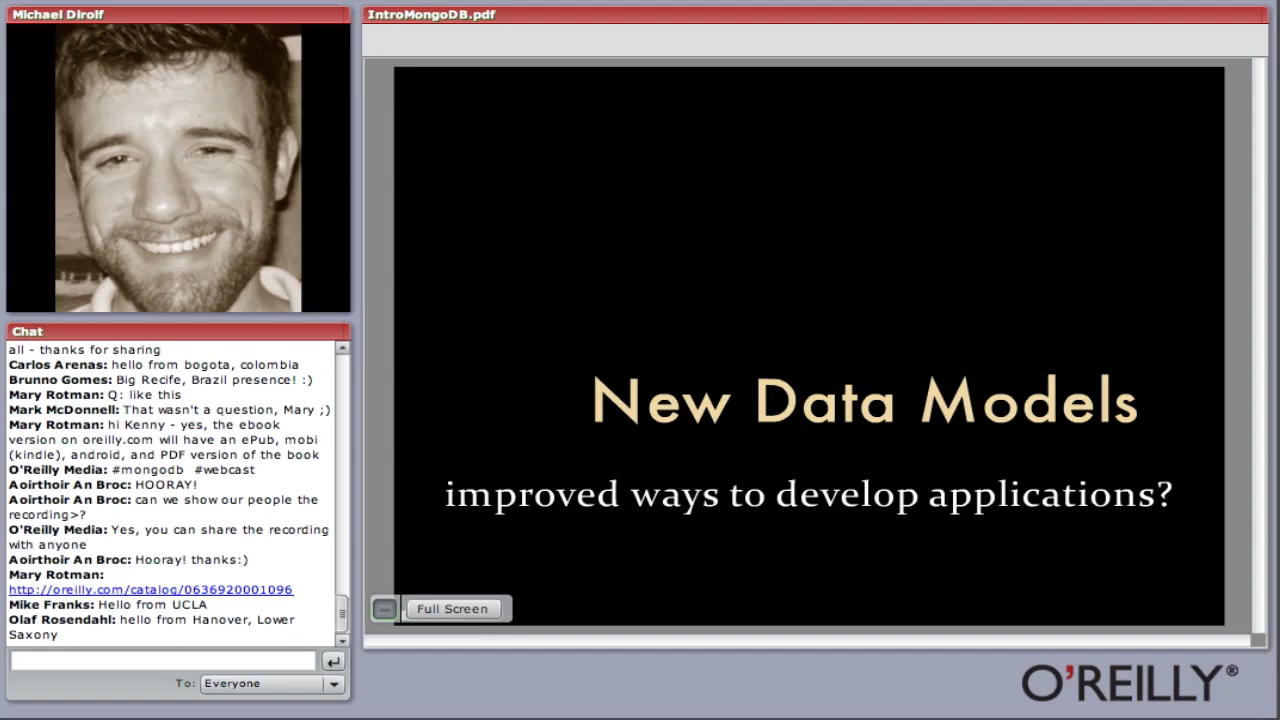 Michael Dirolf
Chat
all - thanks for sharing
Carlos Arenas: hello from bogota, colombia
Brunno Gomes: Big Recife, Brazil presence! :)
Mary Rotman: Q: like this
Mark McDonnell: That wasn't a question, Mary ;)
Mary Rotman: hi Kenny - yes, the ebook
version on oreilly.com will have an ePub, mobi
(kindle), android, and PDF version of the book
O'Reilly Media: #mongodb #webcast
Aoirthoir An Broc: HOORAY!
Aoirthoir An Broc: can we show our people the
recording>?
O'Reilly Media: Yes, you can share the recording
with anyone
Aoirthoir An Broc: Hooray! thanks:)
Mary Rotman:
http://oreilly.com/catalog/0636920001096
Mike Franks: Hello from UCLA
Olaf Rosendahl: hello from Hanover, Lower
Saxony
To: Everyone
IntroMongoDB.pdf
New Data Models
improved ways to develop applications?
Full Screen
O'REILLY®